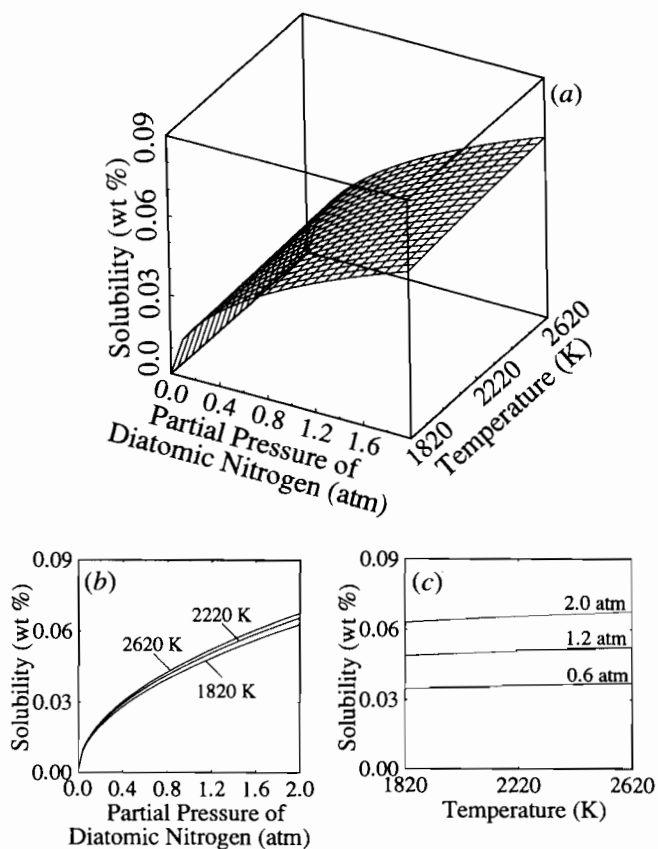 (a)
0.09
0.06
0.03
0.0
Solubility (wt %)
0.0 0.4 0.8 1.2 1.6
Partial Pressure of
Diatomic Nitrogen (atm)
1820 2220 2620
Temperature (K)
(b)
0.09
0.06
0.03
0.00
Solubility (wt %)
2220 K
2620 K
1820 K
0.0 0.4 0.8 1.2 1.6 2.0
Partial Pressure of
Diatomic Nitrogen (atm)
(c)
0.09
0.06
0.03
0.00
Solubility (wt %)
2.0 atm
1.2 atm
0.6 atm
1820 2220 2620
Temperature (K)